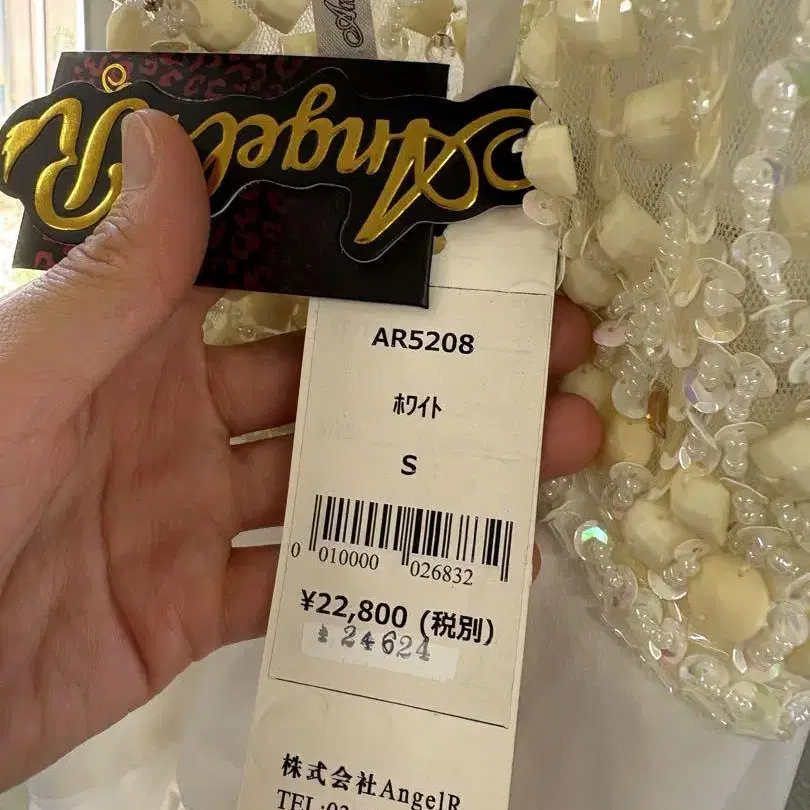 AngelR
AR5208
ﾎﾜｲﾄ
S
0 010000 026832
¥22,800 (税別)
24624
株式会社AngelR